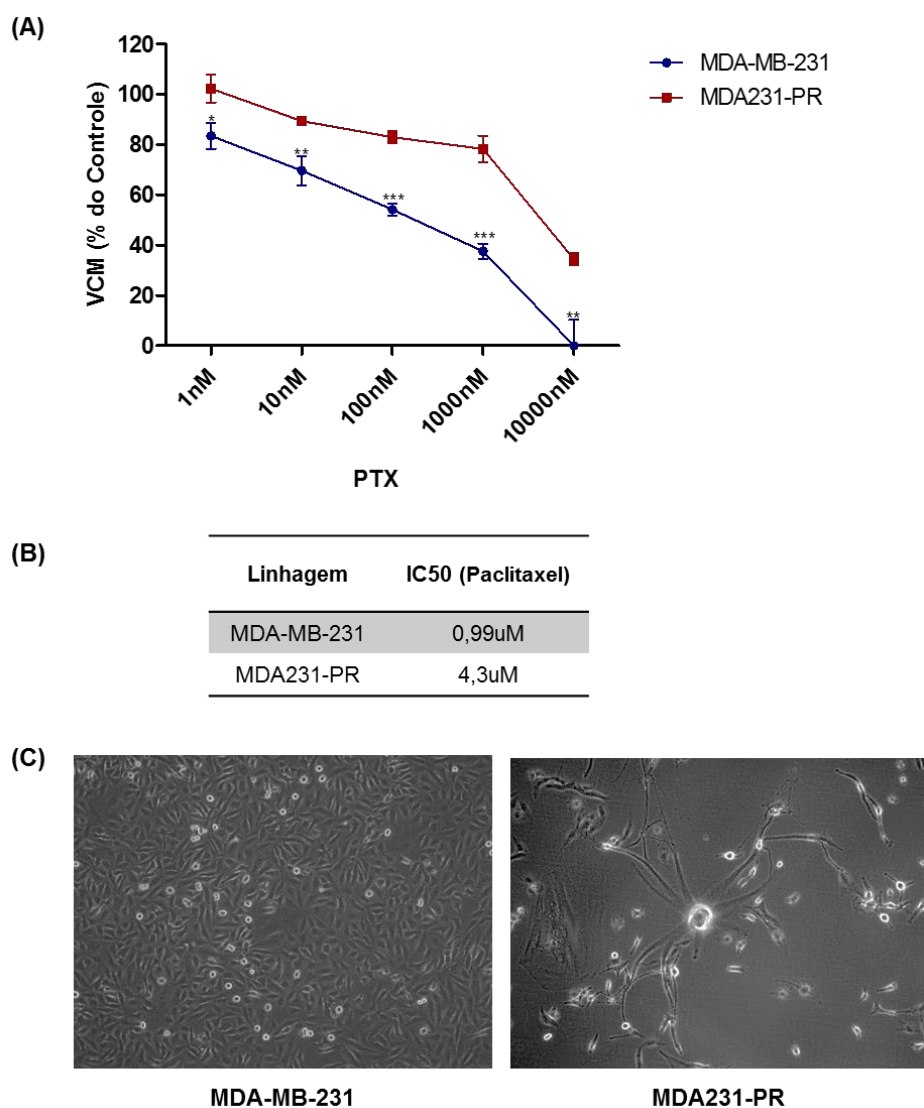 (A)
120
100
80
60
40
20
0
VCM (% do Controle)
*
**
***
***
**
1nM
10nM
100nM
1000nM
10000nM
PTX
MDA-MB-231
MDA231-PR
(B)
Linhagem IC50 (Paclitaxel)
MDA-MB-231 0,99uM
MDA231-PR 4,3uM
(C)
MDA-MB-231 MDA231-PR